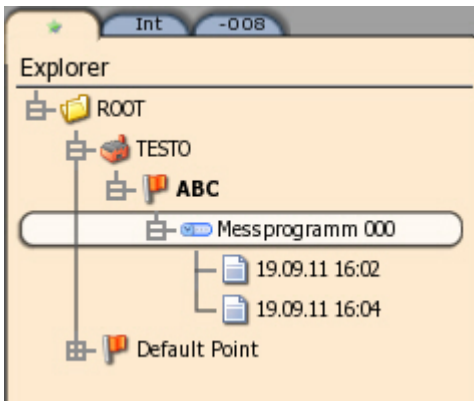 Int -008
Explorer
ROOT
TESTO
ABC
Messprogramm 000
19.09.11 16:02
19.09.11 16:04
Default Point